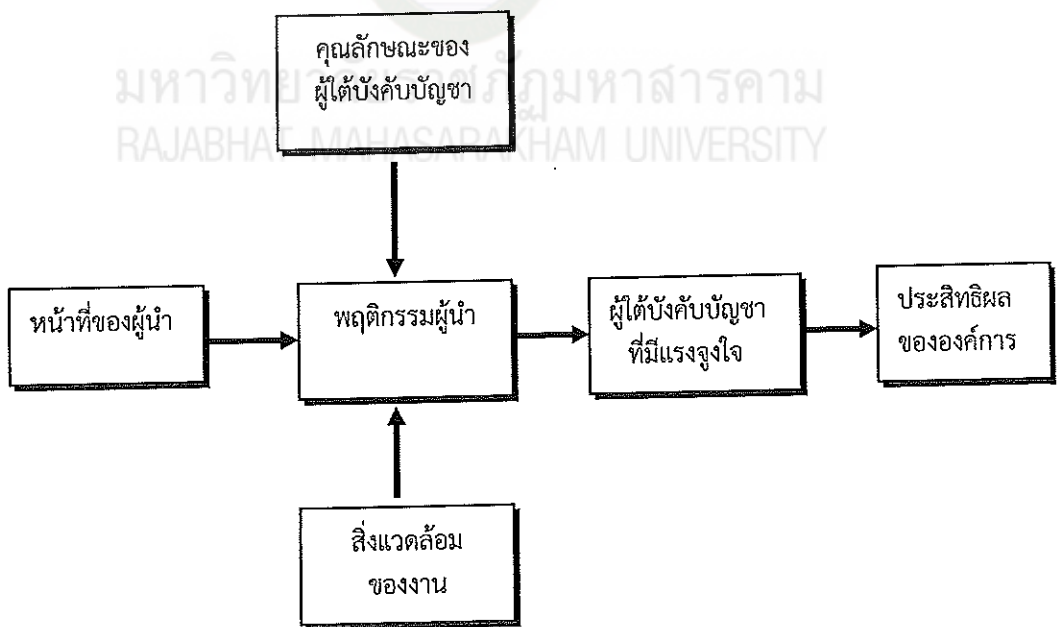 คุณลักษณะของ
ผู้ใต้บังคับบัญชา
มหาวิทยาลัยราชภัฏมหาสารคาม
RAJABHAT MAHASARAKHAM UNIVERSITY
หน้าที่ของผู้นำ
พฤติกรรมผู้นำ
ผู้ใต้บังคับบัญชา
ที่มีแรงจูงใจ
ประสิทธิผล
ขององค์การ
สิ่งแวดล้อม
ของงาน